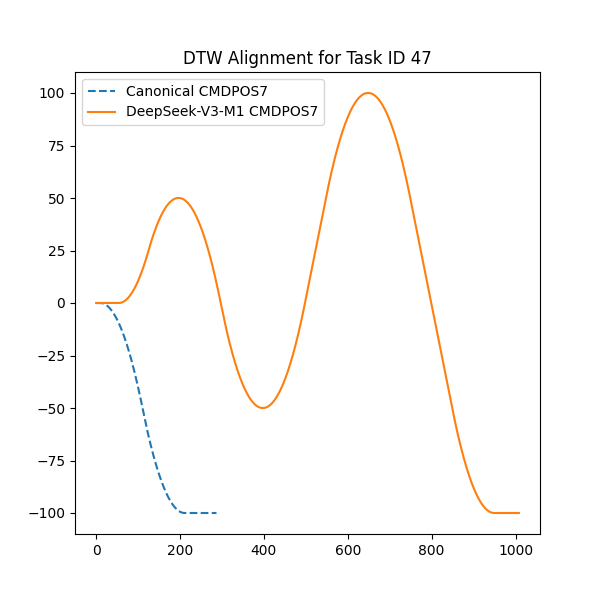 DTW Alignment for Task ID 47
Canonical CMDPOS7
DeepSeek-V3-M1 CMDPOS7
100
75
50
25
0
−25
−50
−75
−100
0 200 400 600 800 1000